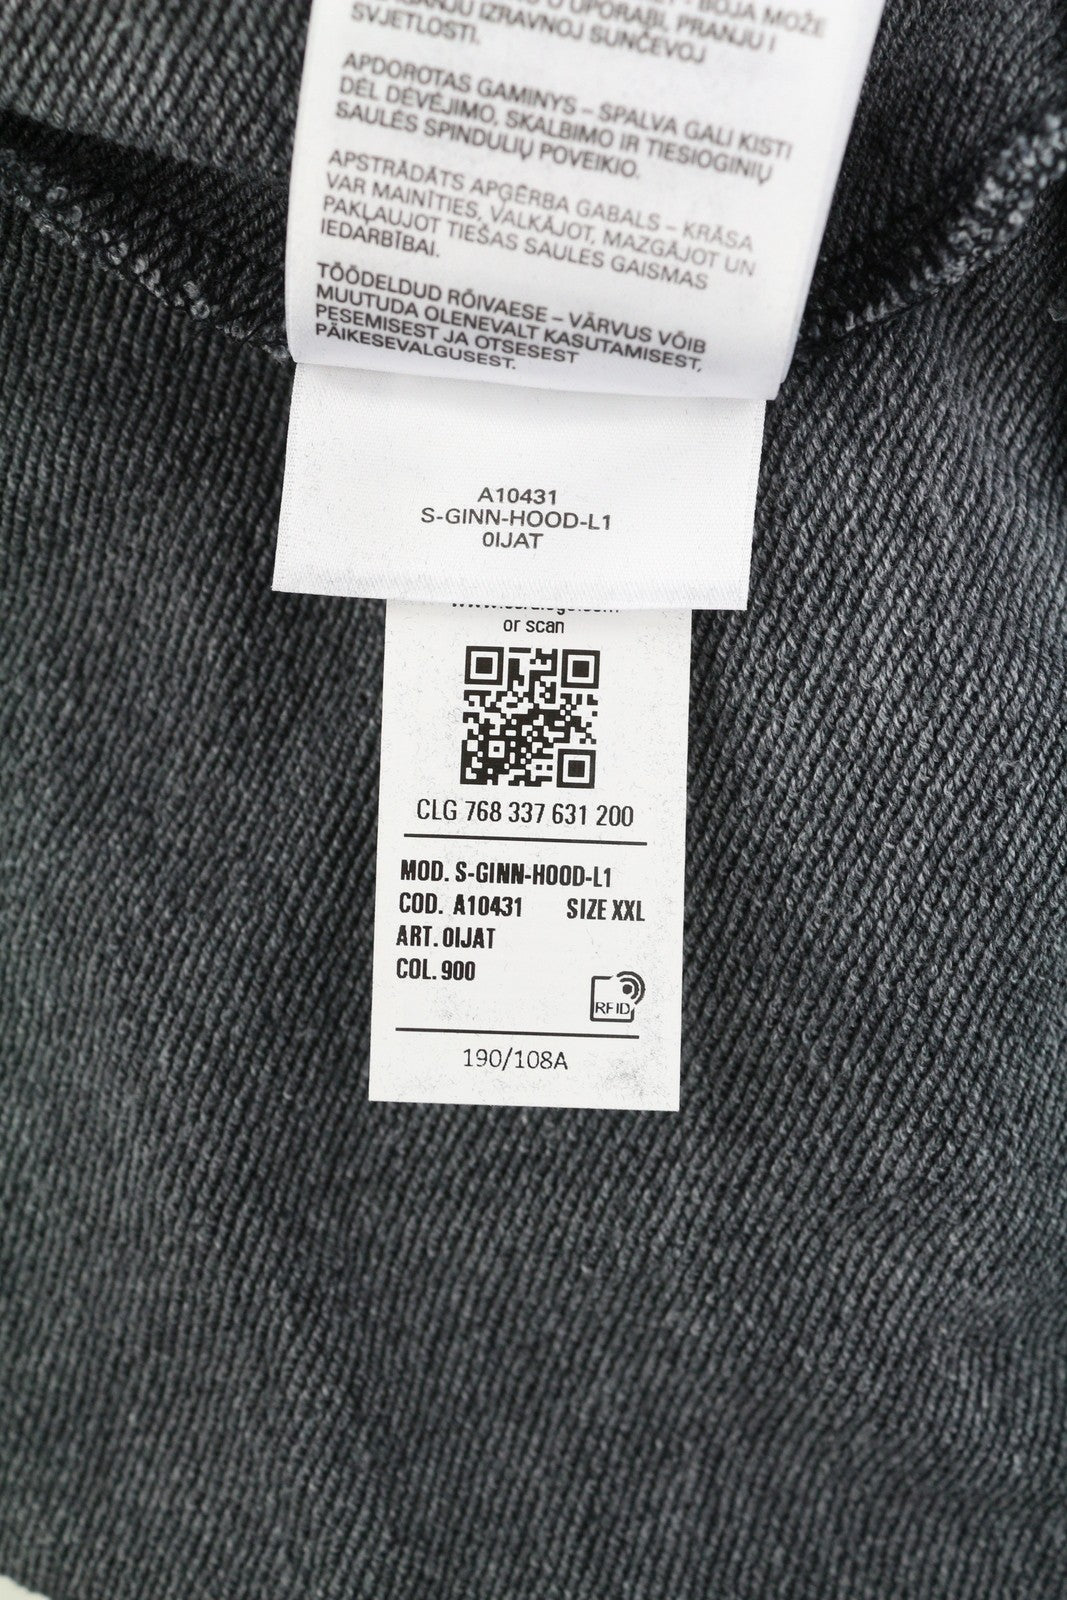 UPORABI, PRANJU I
IZRAVNOJ SUNČEVOJ
SVJETLOSTI.
APDOROTAS GAMINYS – SPALVA GALI KISTI
DĖL DĖVĖJIMO, SKALBIMO IR TIESIOGINIŲ
SAULĖS SPINDULIŲ POVEIKIO.
APSTRĀDĀTS APĢĒRBA GABALS – KRĀSA
VAR MAINĪTIES, VALKĀJOT, MAZGĀJOT UN
PAKĻAUJOT TIEŠAS SAULES GAISMAS
IEDARBĪBAI.
TÖÖDELDUD RÕIVAESE – VÄRVUS VÕIB
MUUTUDA OLENEVALT KASUTAMISEST,
PESEMISEST JA OTSESEST
PÄIKESEVALGUSEST.
A10431
S-GINN-HOOD-L1
0IJAT
or scan
CLG 768 337 631 200
MOD. S-GINN-HOOD-L1
COD. A10431 SIZE XXL
ART. 0IJAT
COL. 900
RFID
190/108A